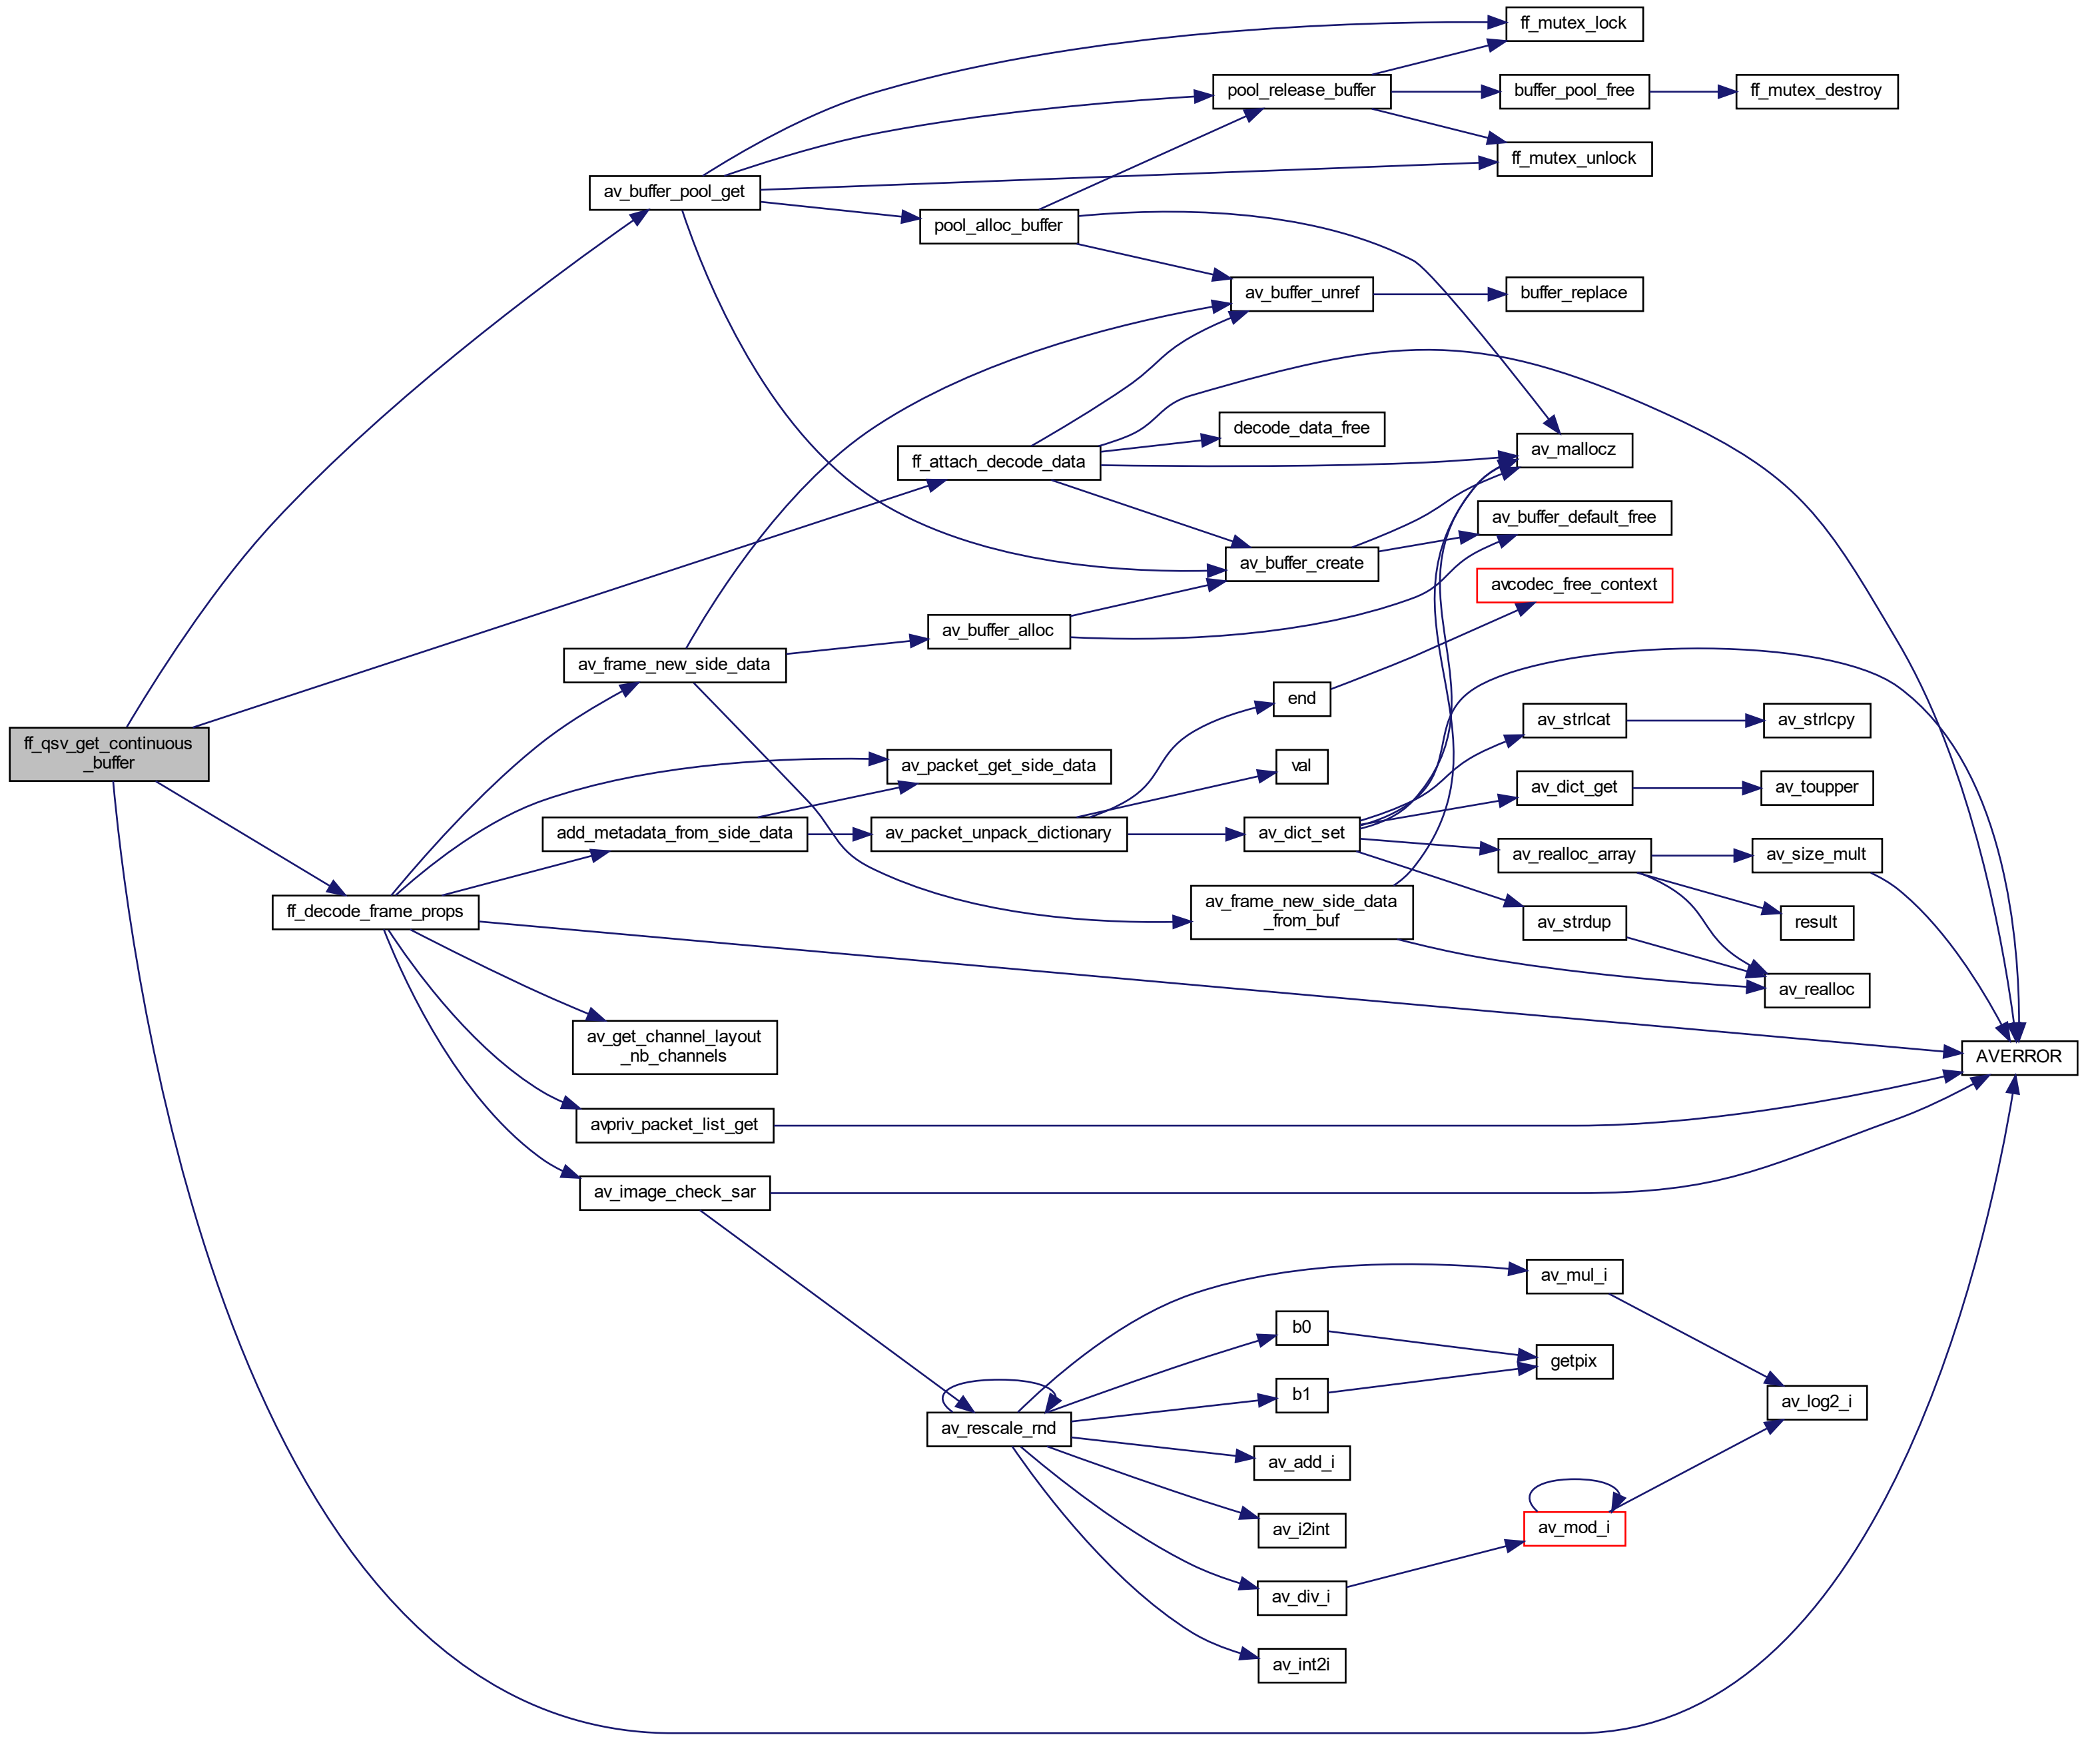 ff_mutex_lock
pool_release_buffer
buffer_pool_free
ff_mutex_destroy
ff_mutex_unlock
av_buffer_pool_get
pool_alloc_buffer
av_buffer_unref
buffer_replace
decode_data_free
av_mallocz
ff_attach_decode_data
av_buffer_default_free
av_buffer_create
avcodec_free_context
av_buffer_alloc
av_frame_new_side_data
end
av_strlcat
av_strlcpy
ff_qsv_get_continuous
_buffer
av_packet_get_side_data
val
av_dict_get
av_toupper
add_metadata_from_side_data
av_packet_unpack_dictionary
av_dict_set
av_realloc_array
av_size_mult
ff_decode_frame_props
av_frame_new_side_data
_from_buf
av_strdup
result
av_realloc
av_get_channel_layout
_nb_channels
AVERROR
avpriv_packet_list_get
av_image_check_sar
av_mul_i
b0
getpix
b1
av_log2_i
av_rescale_rnd
av_add_i
av_i2int
av_mod_i
av_div_i
av_int2i